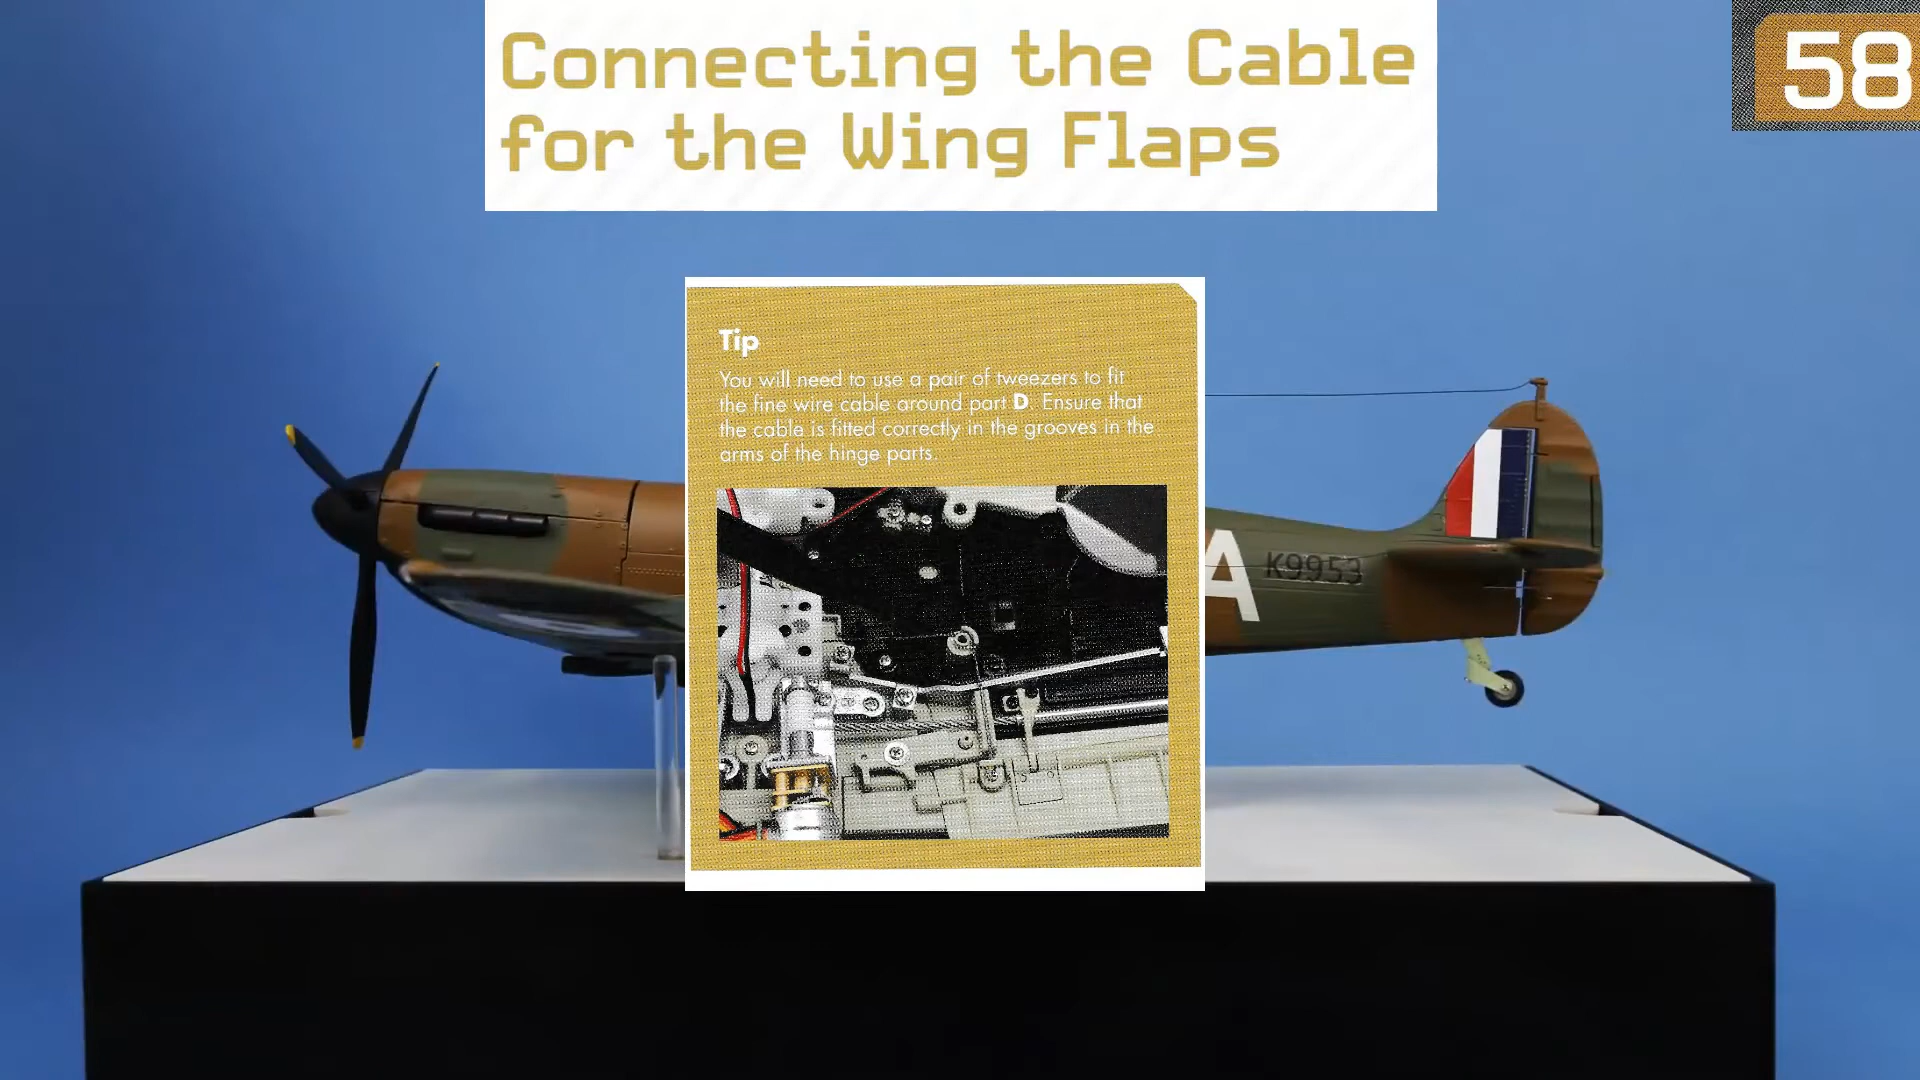 Connecting the Cable
for the Wing Flaps
58
Tip
You will need to use a pair of tweezers to fit
the fine wire cable around part D. Ensure that
the cable is fitted correctly in the grooves in the
arms of the hinge parts.
A
K9953